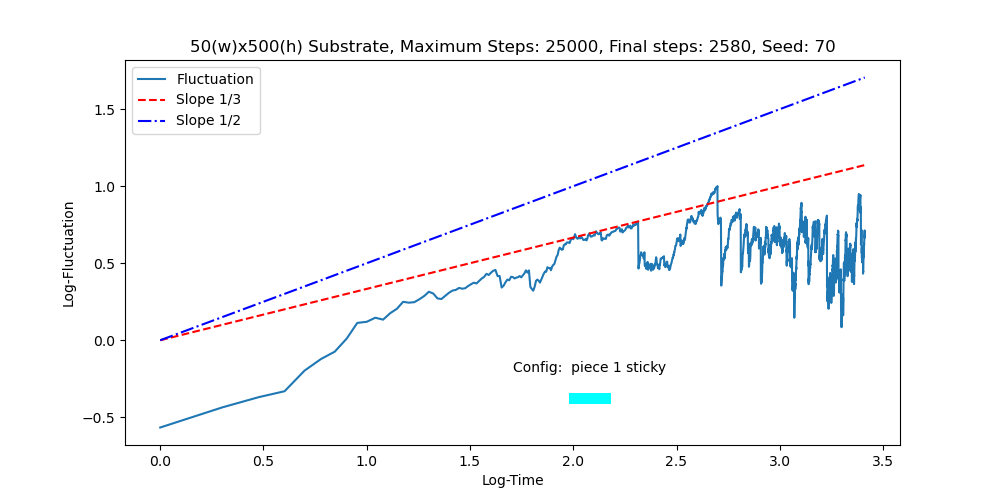 50(w)x500(h) Substrate, Maximum Steps: 25000, Final steps: 2580, Seed: 70
Fluctuation
Slope 1/3
Slope 1/2
1.5
1.0
0.5
0.0
−0.5
Log-Fluctuation
Config:  piece 1 sticky
0.0 0.5 1.0 1.5 2.0 2.5 3.0 3.5
Log-Time